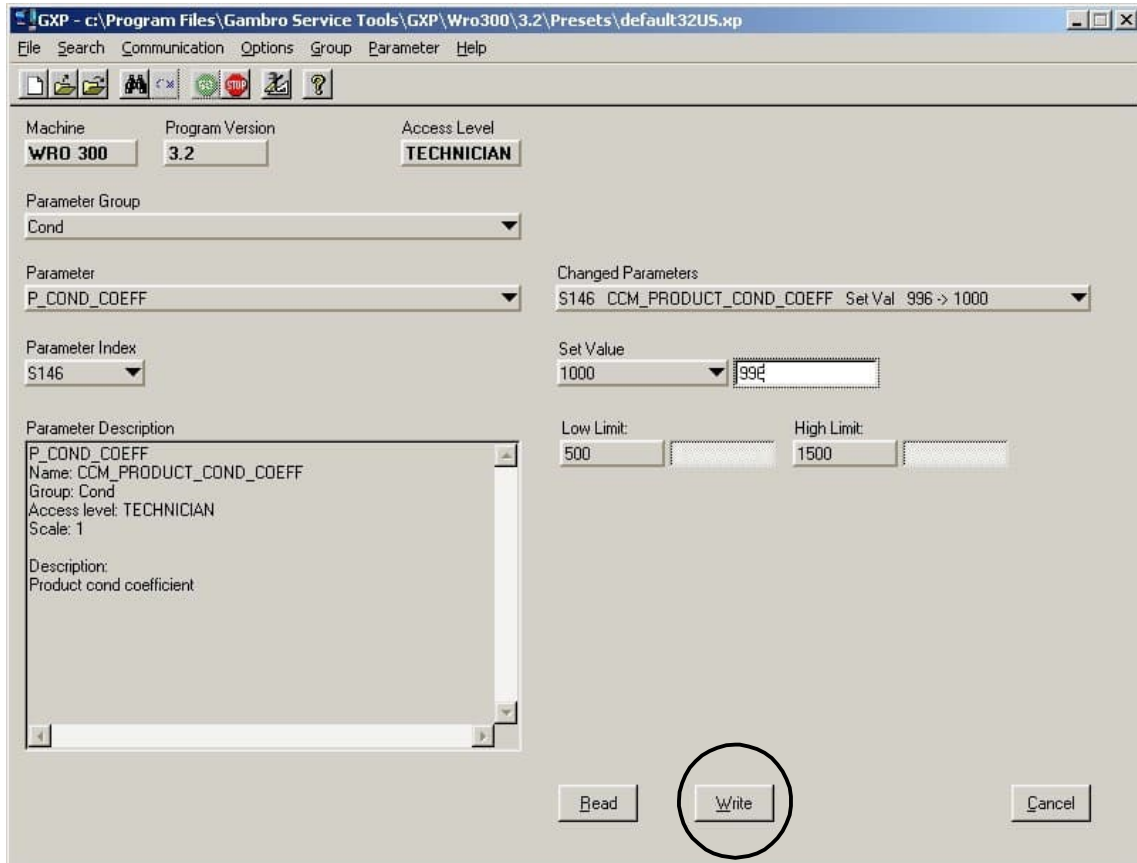 GXP - c:\Program Files\Gambro Service Tools\GXP\Wro300\3.2\Presets\default32US.xp
File Search Communication Options Group Parameter Help
GO STOP
Machine Program Version Access Level
WRO 300 3.2 TECHNICIAN
Parameter Group
Cond
Parameter Changed Parameters
P_COND_COEFF S146 CCM_PRODUCT_COND_COEFF Set Val 996 -> 1000
Parameter Index Set Value
S146 1000 996
Parameter Description Low Limit: High Limit:
500 1500
P_COND_COEFF
Name: CCM_PRODUCT_COND_COEFF
Group: Cond
Access level: TECHNICIAN
Scale: 1
Description:
Product cond coefficient
Read Write Cancel